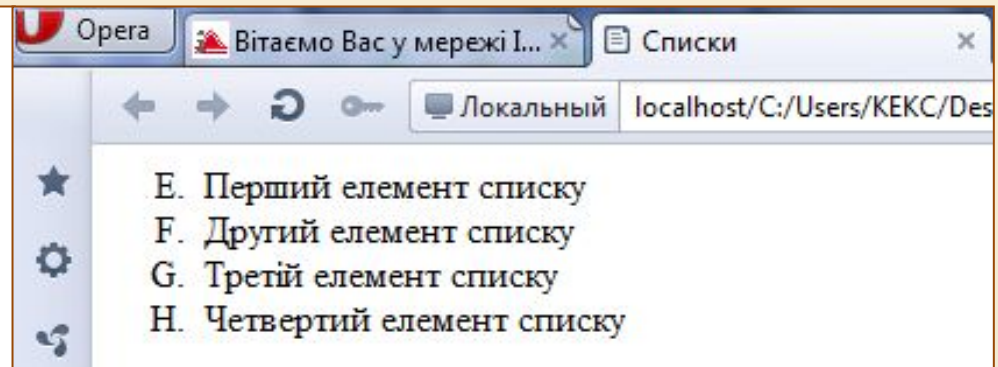 Opera Вітаємо Вас у мережі І... Списки
Локальный localhost/C:/Users/KEKC/Des
E. Перший елемент списку
F. Другий елемент списку
G. Третій елемент списку
H. Четвертий елемент списку